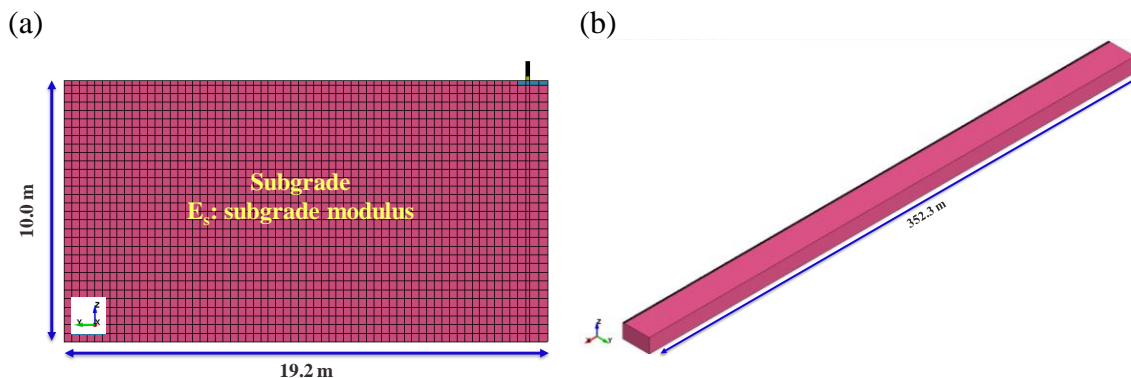 (a)
(b)
Subgrade
Es: subgrade modulus
10.0 m
19.2 m
Z
Y
X
352.3 m
Z
X
Y